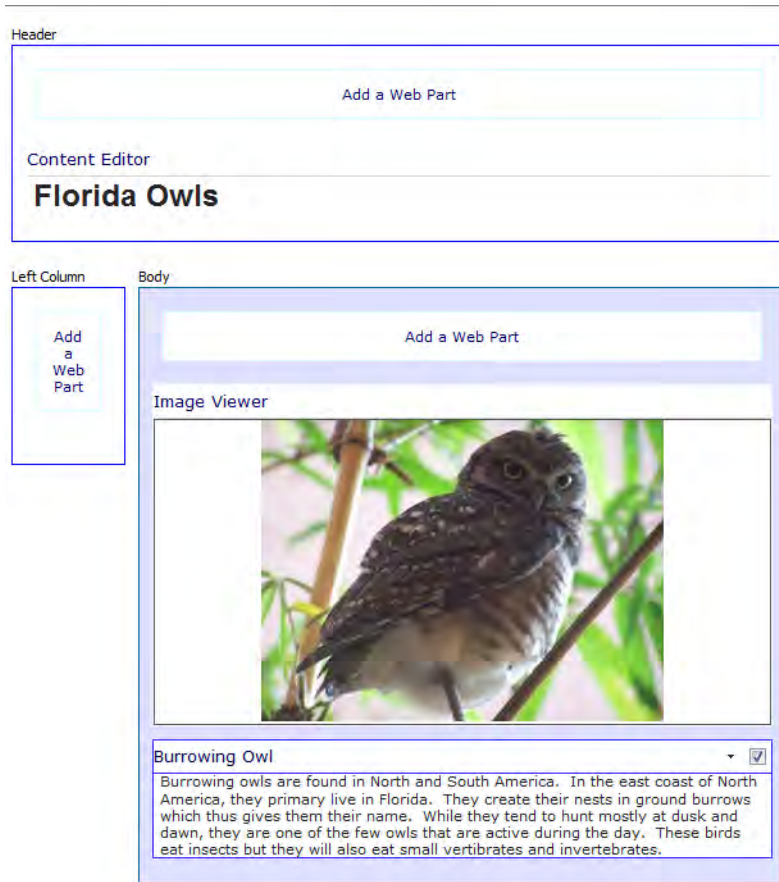 Header
Add a Web Part
Content Editor
Florida Owls
Left Column
Body
Add
a
Web
Part
Add a Web Part
Image Viewer
Burrowing Owl
Burrowing owls are found in North and South America.  In the east coast of North
America, they primary live in Florida.  They create their nests in ground burrows
which thus gives them their name.  While they tend to hunt mostly at dusk and
dawn, they are one of the few owls that are active during the day.  These birds
eat insects but they will also eat small vertibrates and invertebrates.